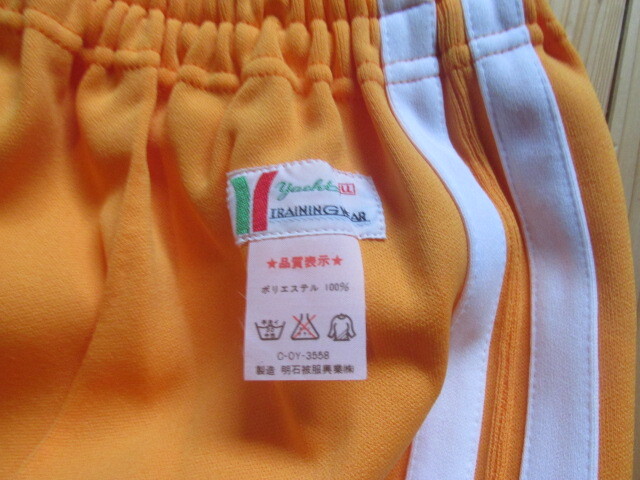 Yacht LL
TRAINING WEAR
★品質表示★
ポリエステル 100%
C-OY-3558
製造 明石被服興業㈱